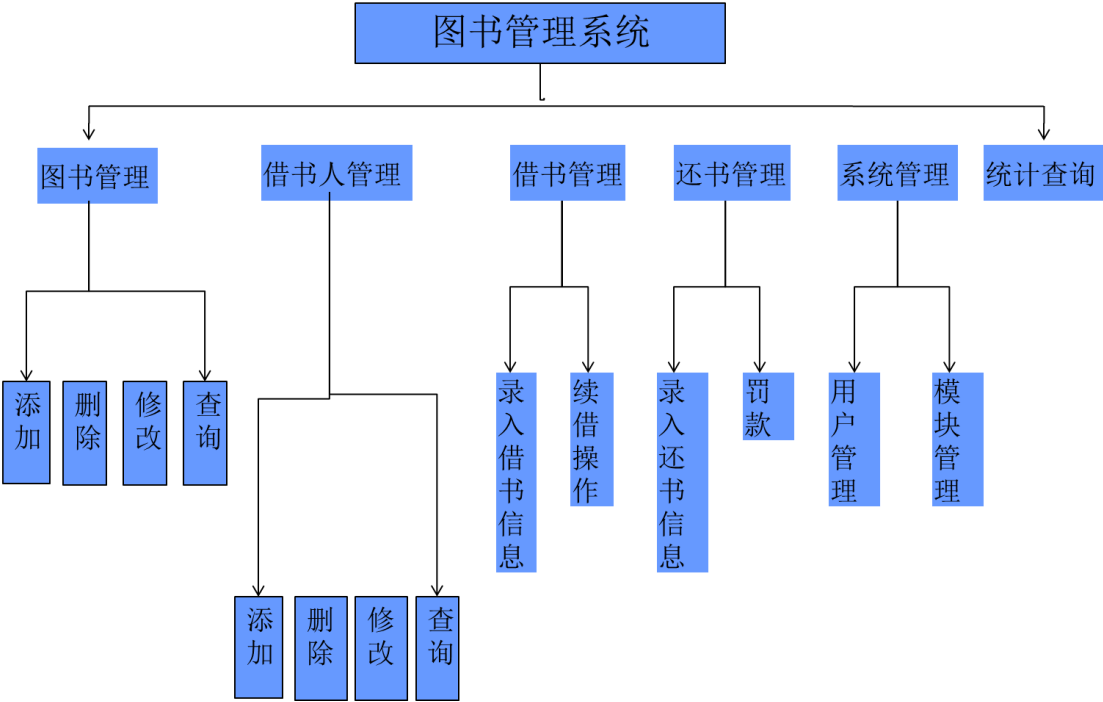 图书管理系统
图书管理
借书人管理
借书管理
还书管理
系统管理
统计查询
添加
删除
修改
查询
录入借书信息
续借操作
录入还书信息
罚款
用户管理
模块管理
添加
删除
修改
查询